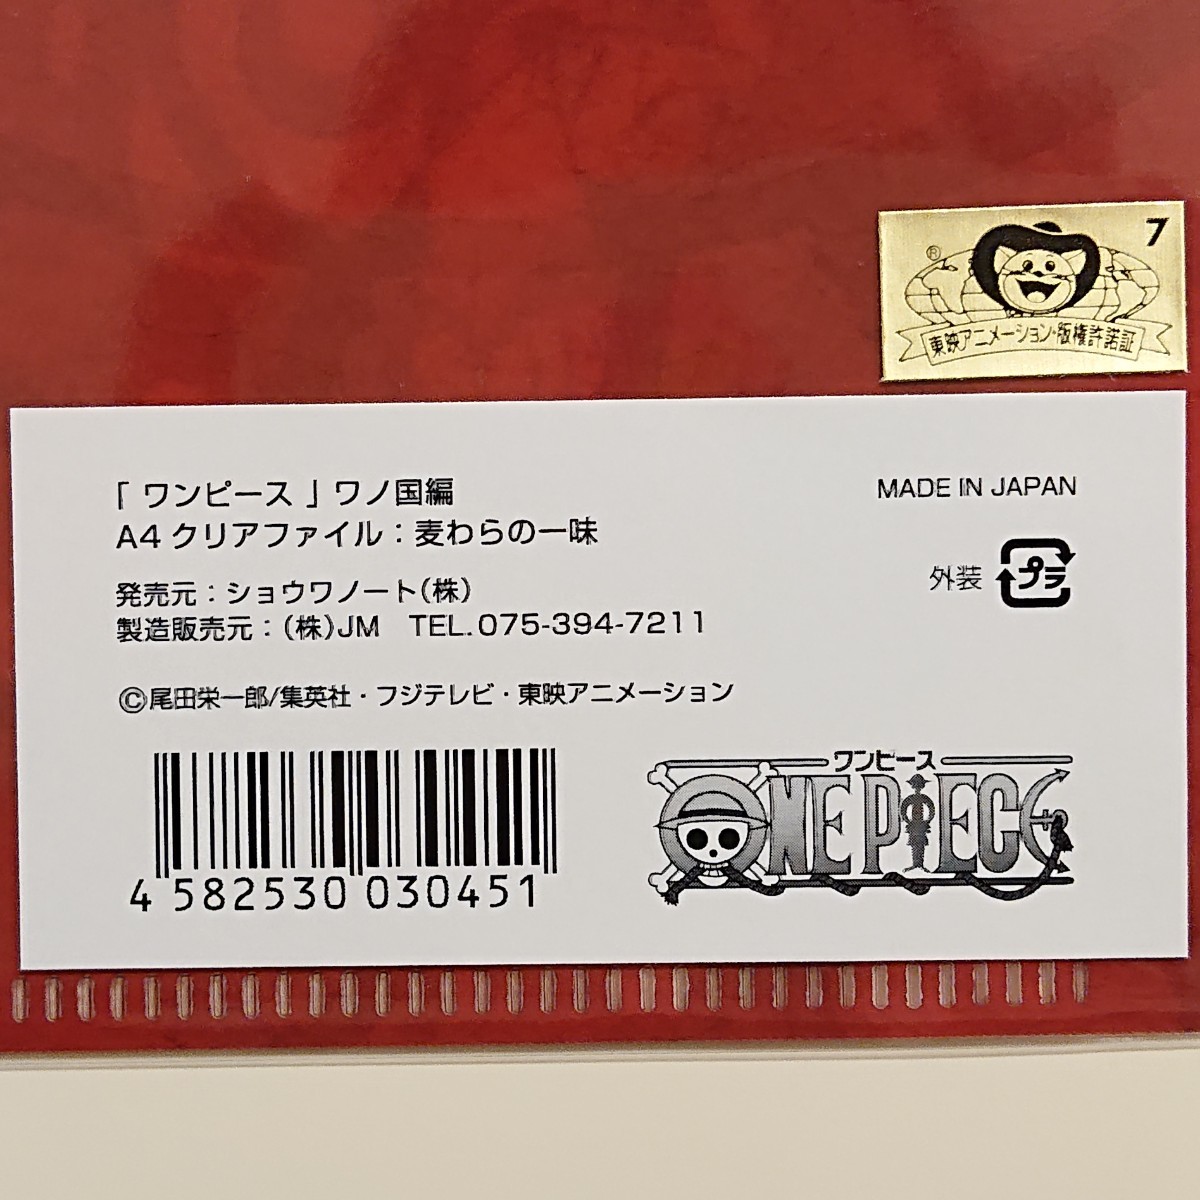 7
®
東映アニメーション・版権許諾証
「ワンピース」ワノ国編
A4クリアファイル：麦わらの一味
MADE IN JAPAN
外装 プラ
発売元：ショウワノート(株)
製造販売元：(株)JM TEL.075-394-7211
©尾田栄一郎/集英社・フジテレビ・東映アニメーション
4 582530 030451
ワンピース
ONE PIECE